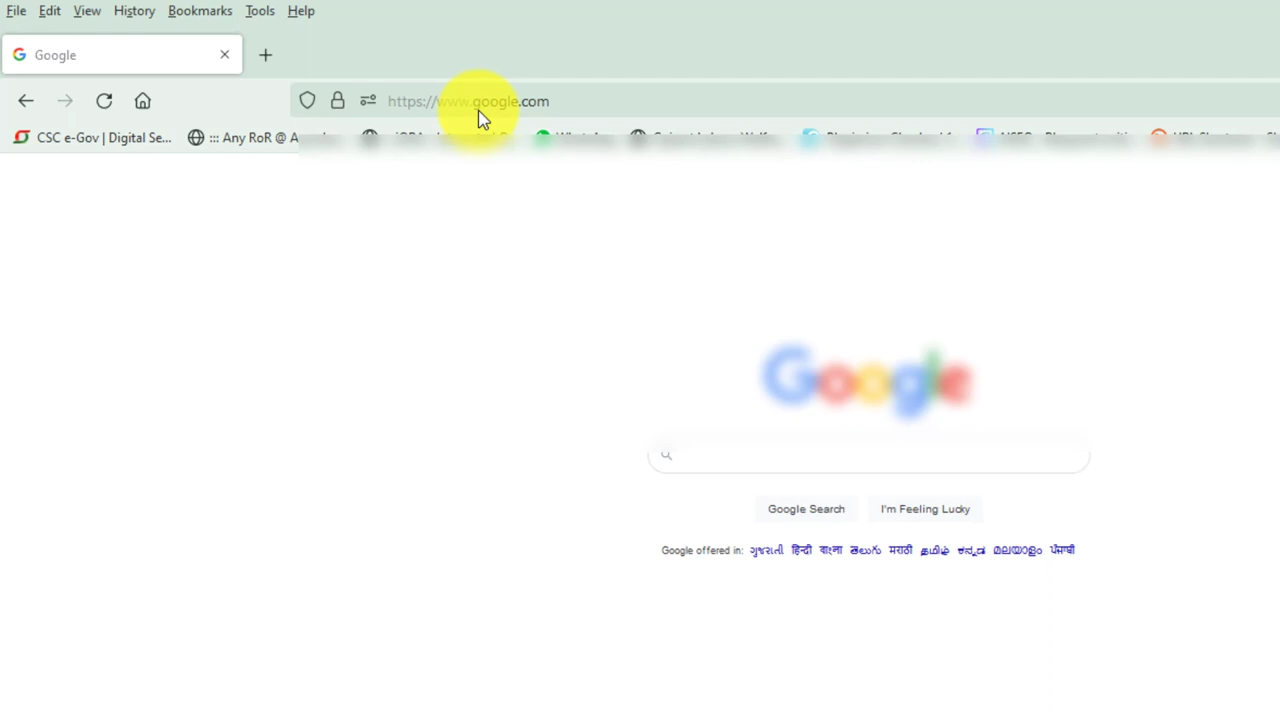 File Edit View History Bookmarks Tools Help
Google
https://www.google.com
CSC e-Gov | Digital Se... ::: Any RoR @ A
Google
Google Search I'm Feeling Lucky
Google offered in: ગુજરાતી हिन्दी বাংলা తెలుగు मराठी தமிழ் ಕನ್ನಡ മലയാളം ਪੰਜਾਬੀ